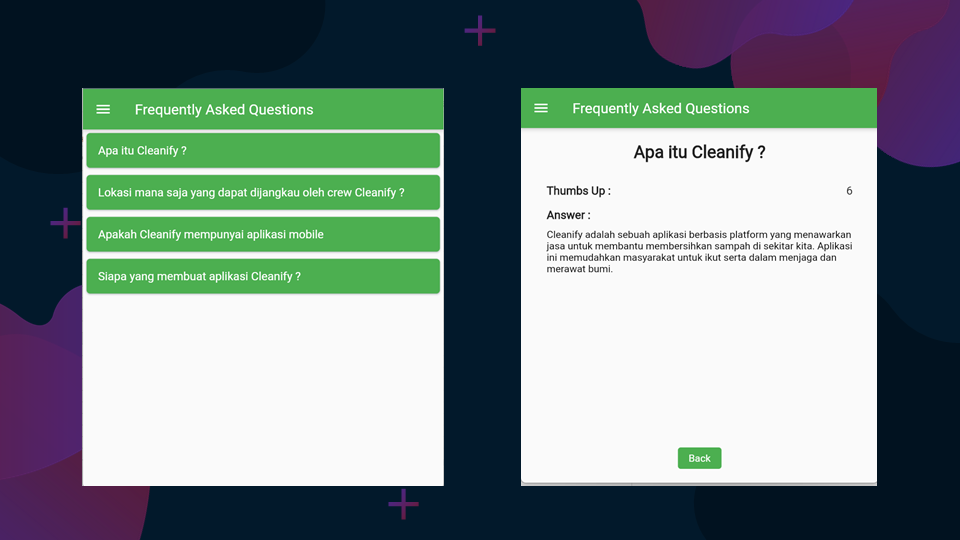 Frequently Asked Questions
Apa itu Cleanify ?
Lokasi mana saja yang dapat dijangkau oleh crew Cleanify ?
Apakah Cleanify mempunyai aplikasi mobile
Siapa yang membuat aplikasi Cleanify ?
Frequently Asked Questions
Apa itu Cleanify ?
Thumbs Up : 6
Answer :
Cleanify adalah sebuah aplikasi berbasis platform yang menawarkan
jasa untuk membantu membersihkan sampah di sekitar kita. Aplikasi
ini memudahkan masyarakat untuk ikut serta dalam menjaga dan
merawat bumi.
Back